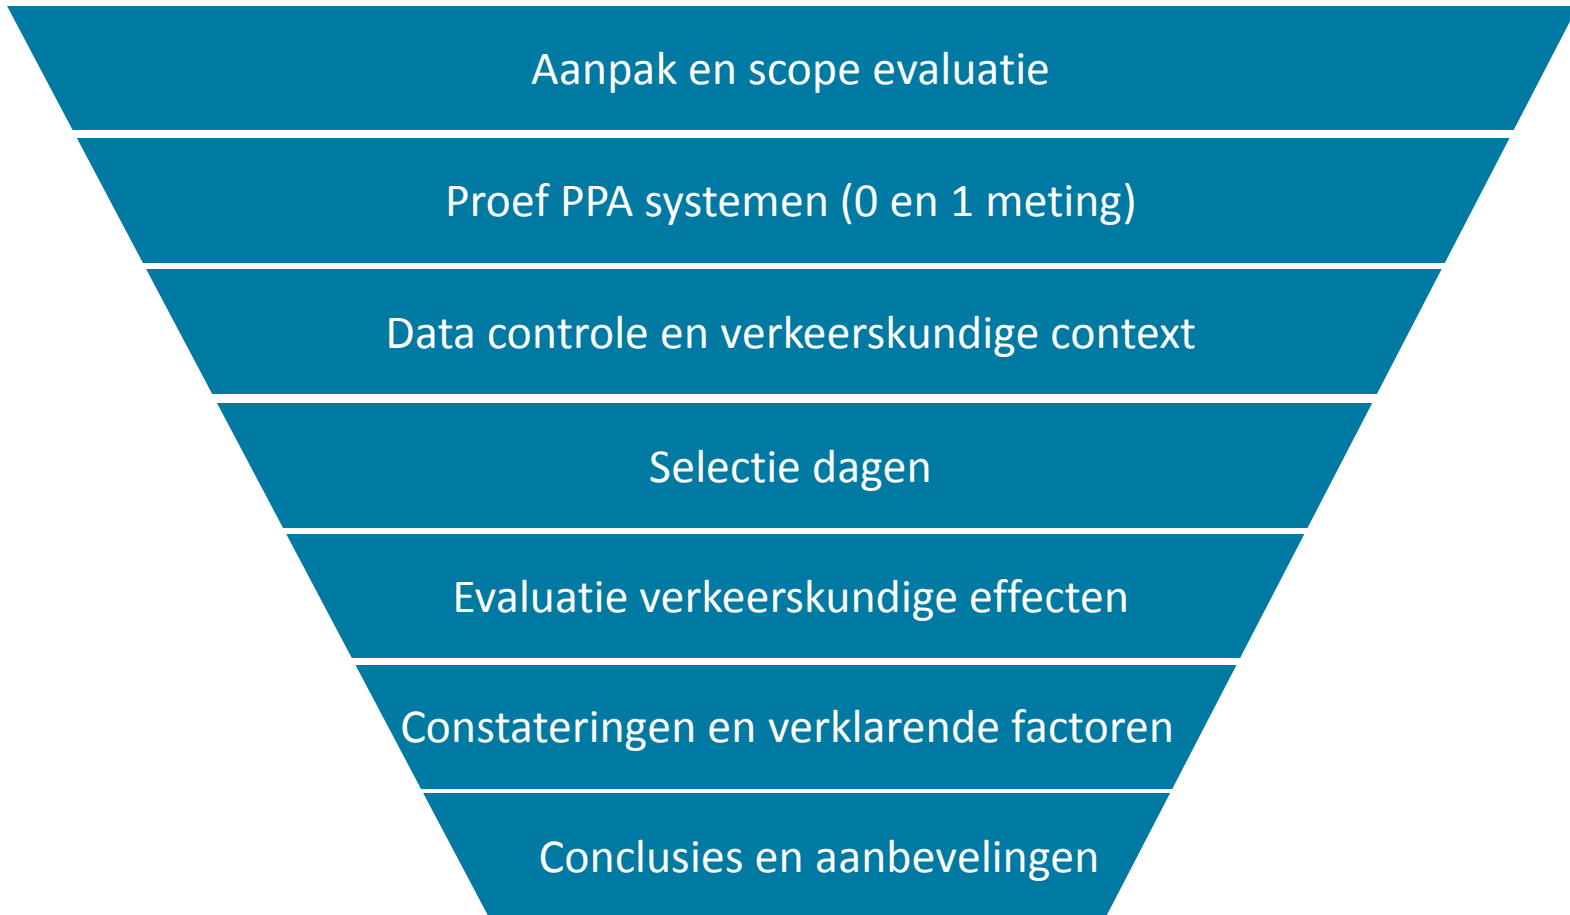 Aanpak en scope evaluatie
Proef PPA systemen (0 en 1 meting)
Data controle en verkeerskundige context
Selectie dagen
Evaluatie verkeerskundige effecten
Constateringen en verklarende factoren
Conclusies en aanbevelingen